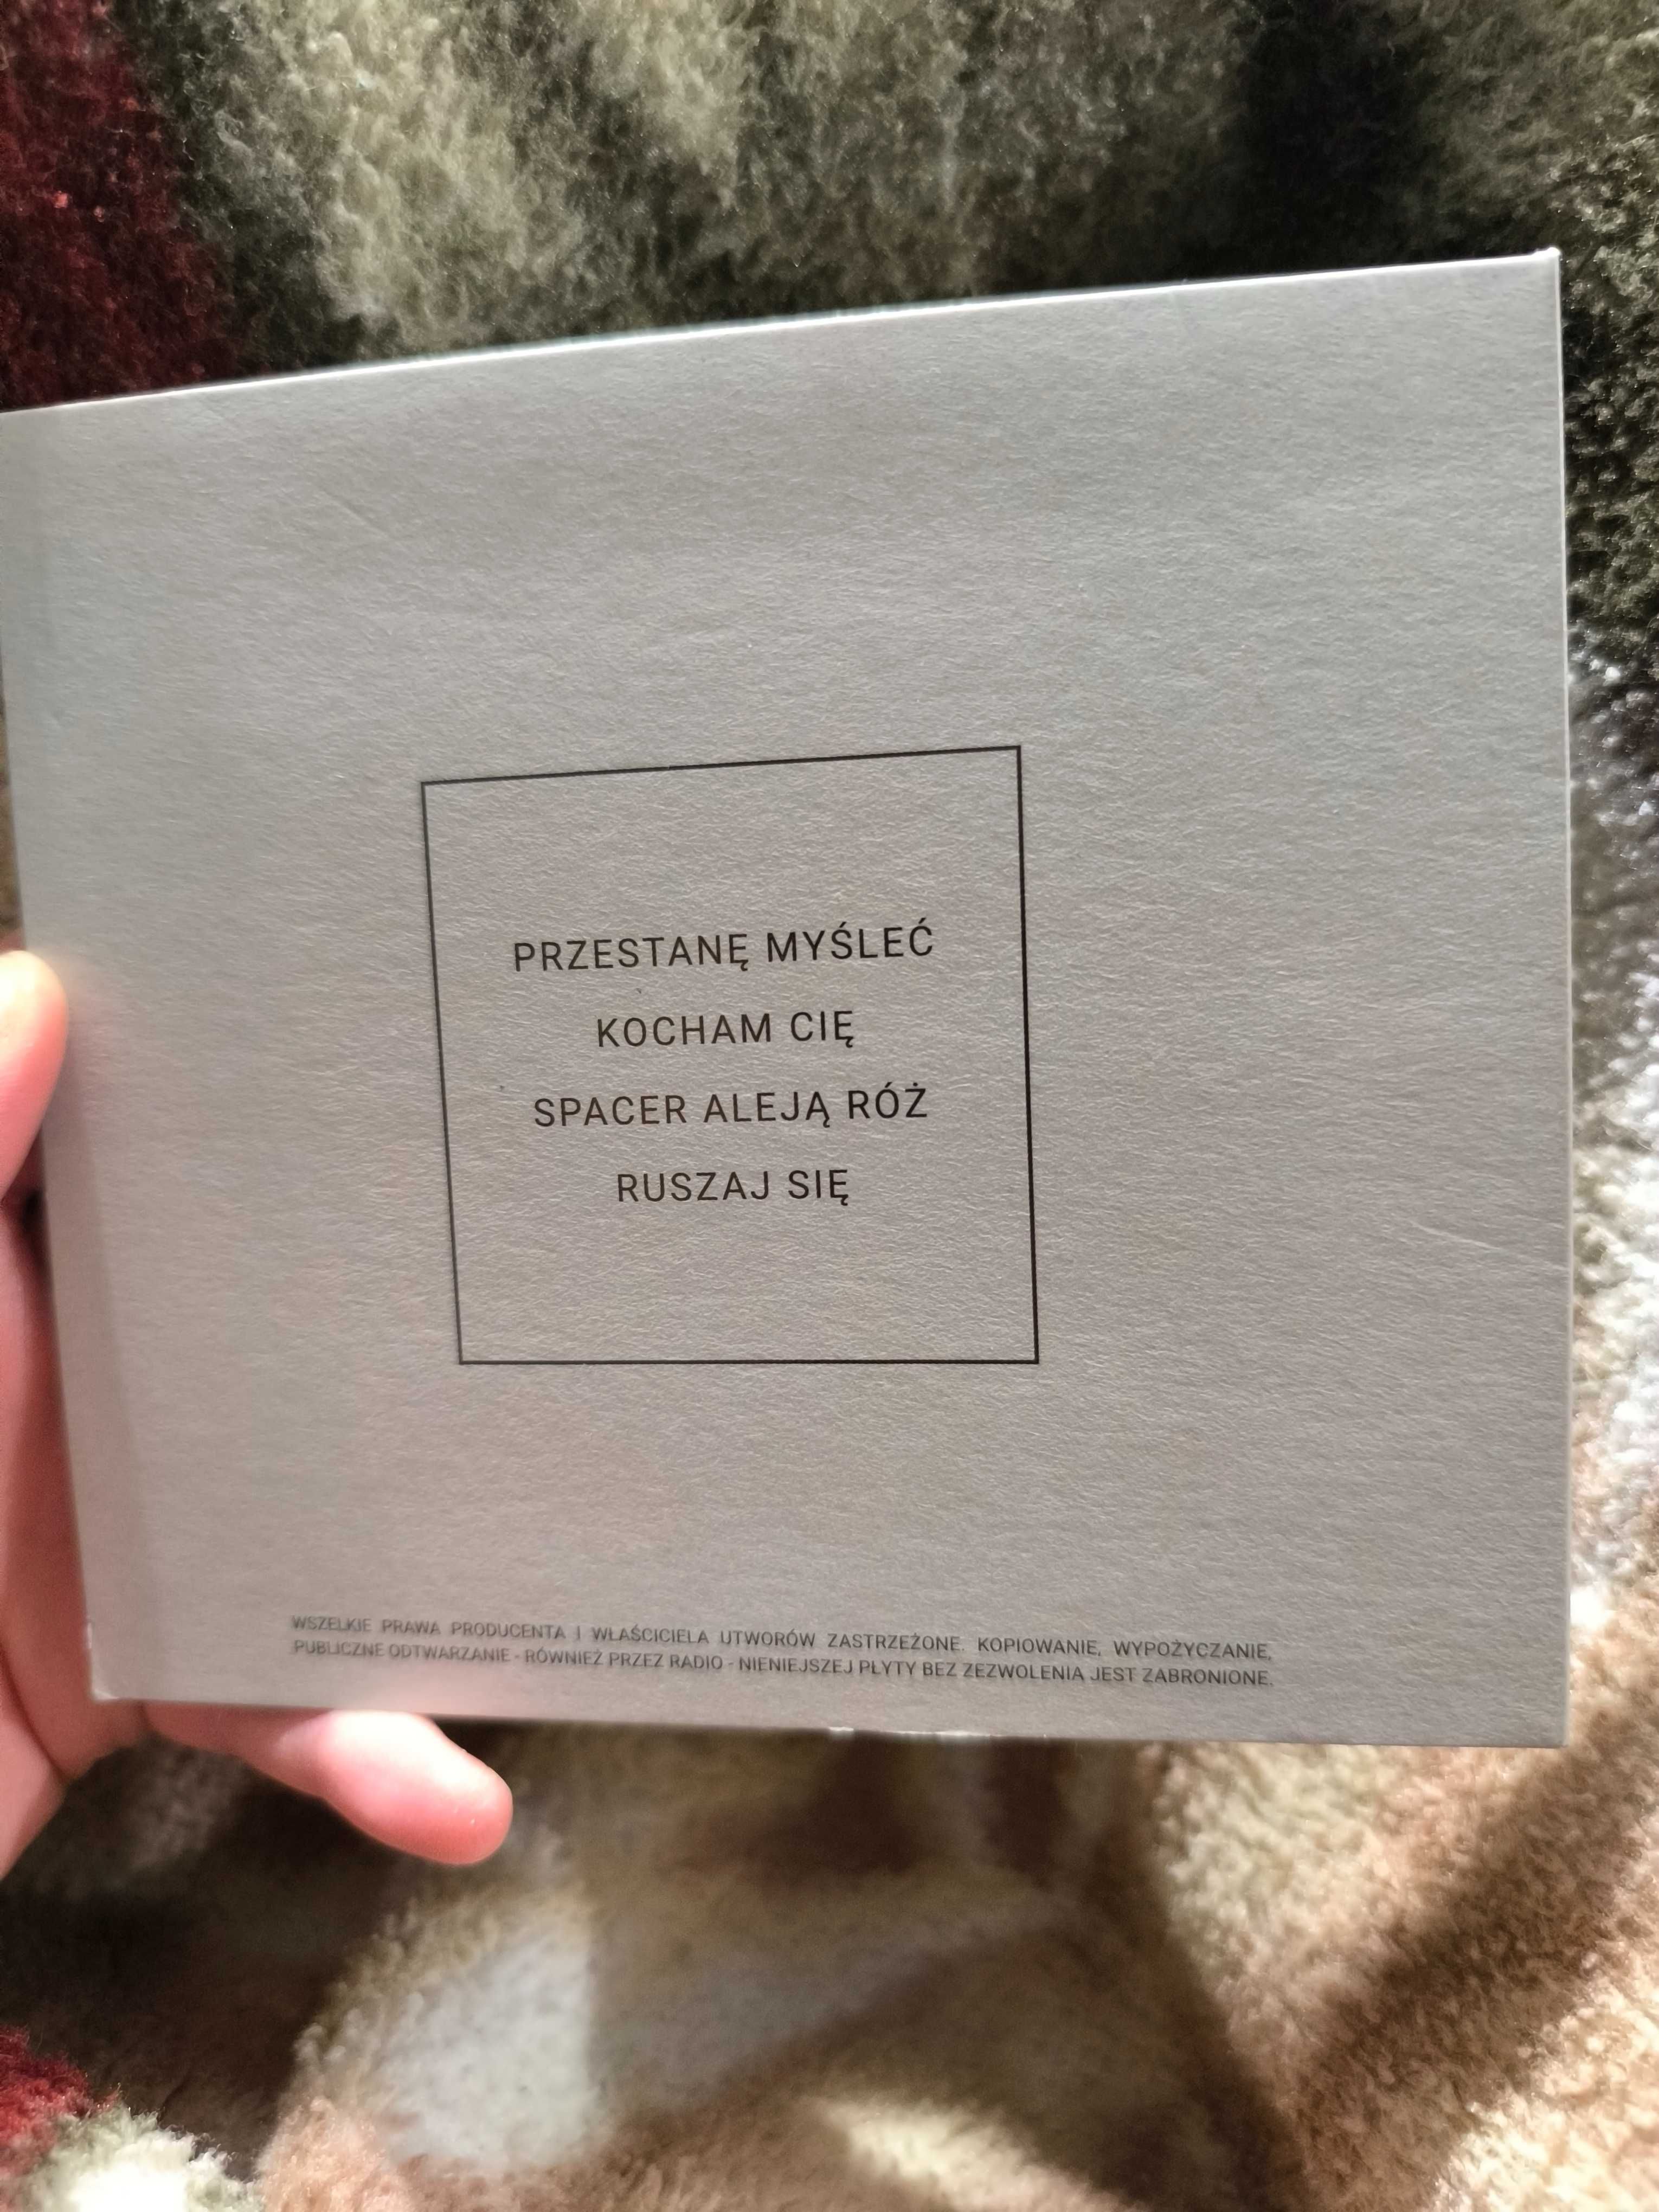 PRZESTANĘ MYŚLEĆ
KOCHAM CIĘ
SPACER ALEJĄ RÓŻ
RUSZAJ SIĘ
WSZELKIE PRAWA PRODUCENTA I WŁAŚCICIELA UTWORÓW ZASTRZEŻONE. KOPIOWANIE, WYPOŻYCZANIE,
PUBLICZNE ODTWARZANIE - RÓWNIEŻ PRZEZ RADIO - NIENIEJSZEJ PŁYTY BEZ ZEZWOLENIA JEST ZABRONIONE.